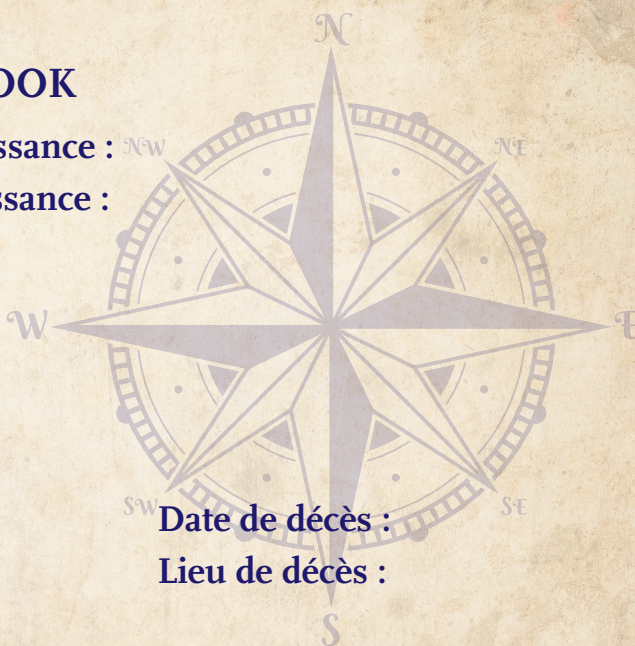 N
OOK
ssance :
NW
NE
ssance :
W
E
SW
Date de décès :
SE
Lieu de décès :
S